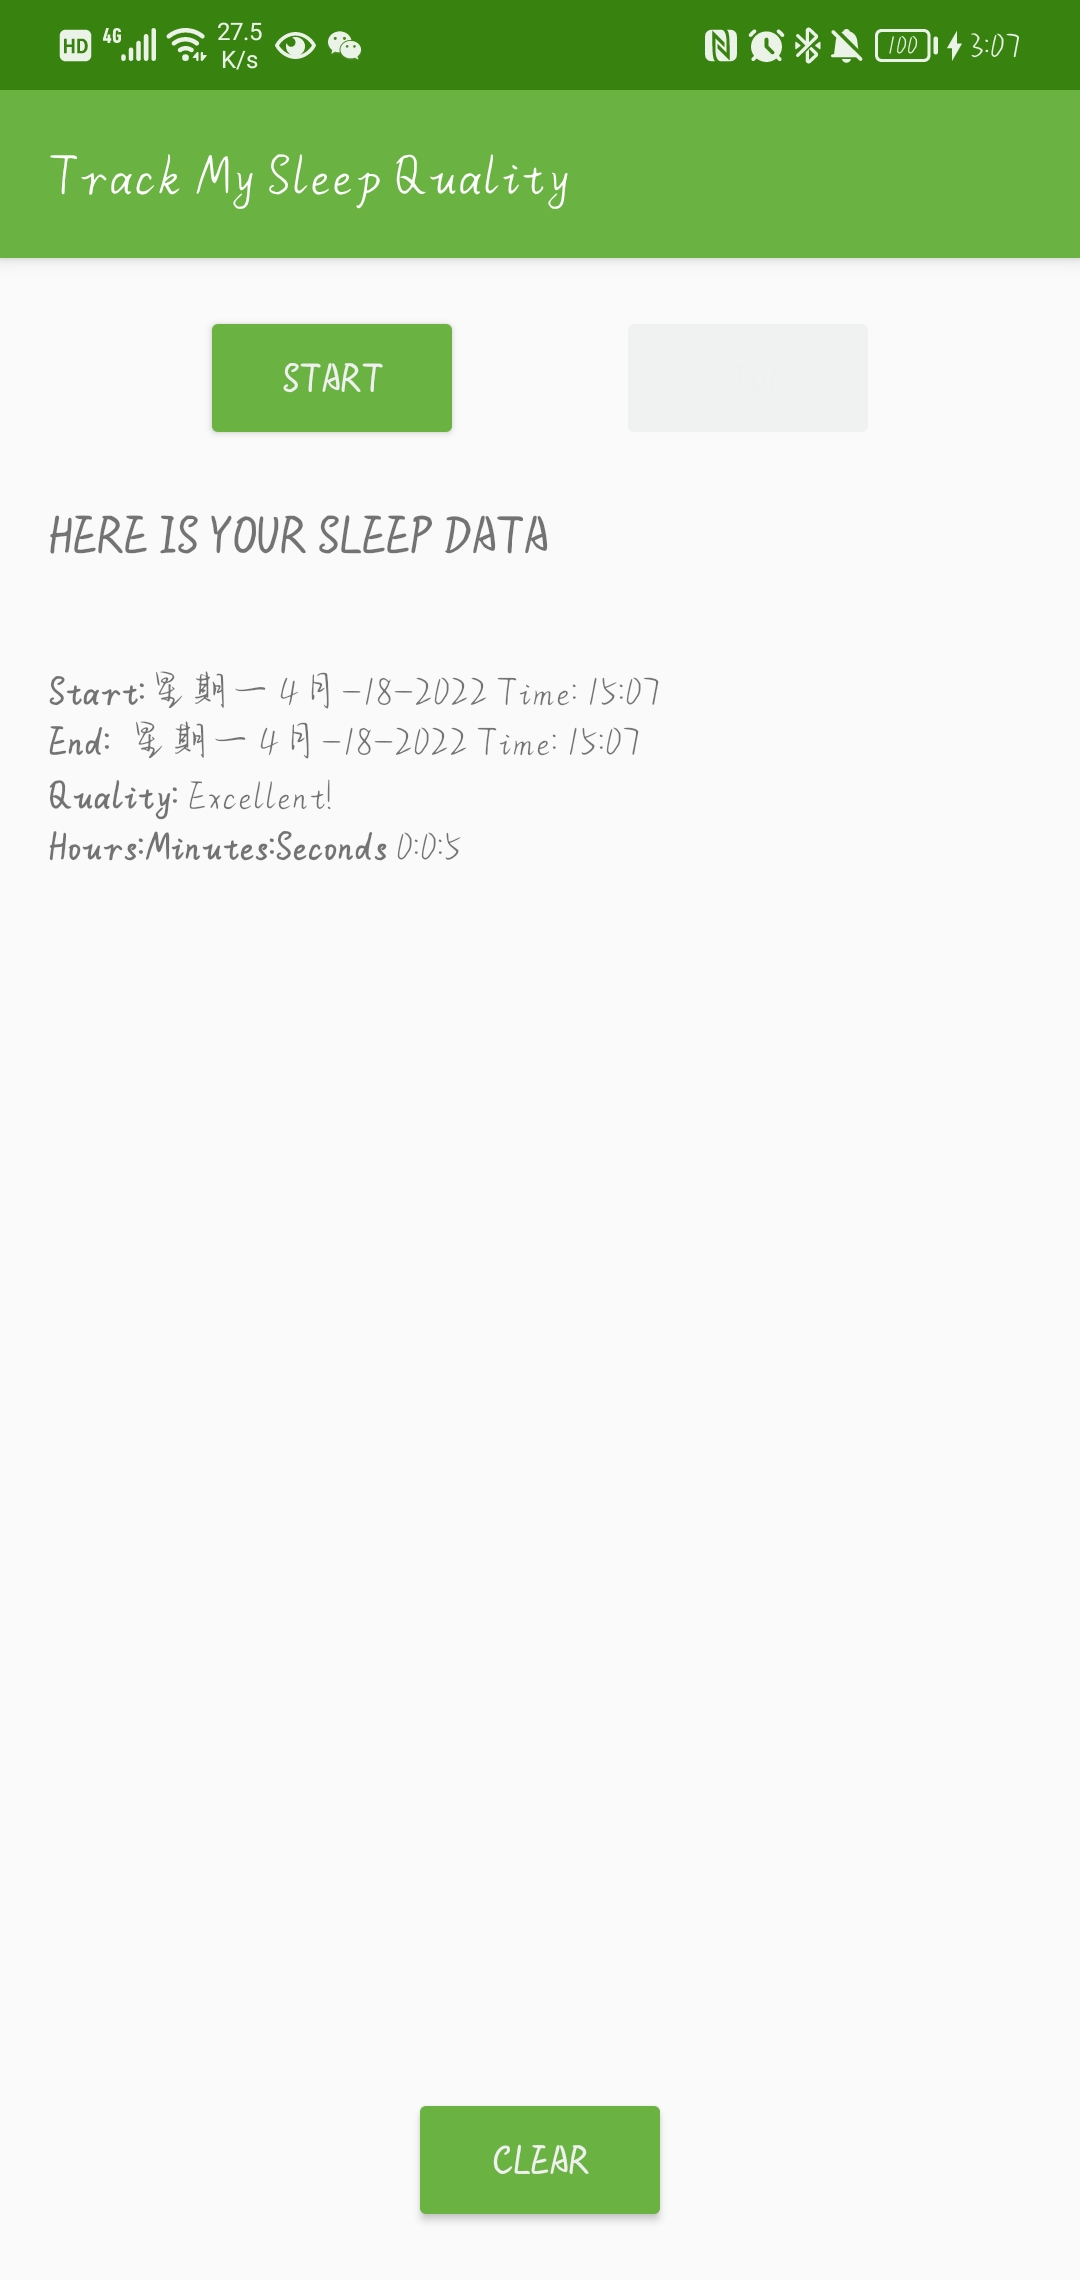 HD 4G 27.5 K/s 100 3:07
Track My Sleep Quality
START
HERE IS YOUR SLEEP DATA
Start: 星期一 4月-18-2022 Time: 15:07
End: 星期一 4月-18-2022 Time: 15:07
Quality: Excellent!
Hours:Minutes:Seconds 0:0:5
CLEAR